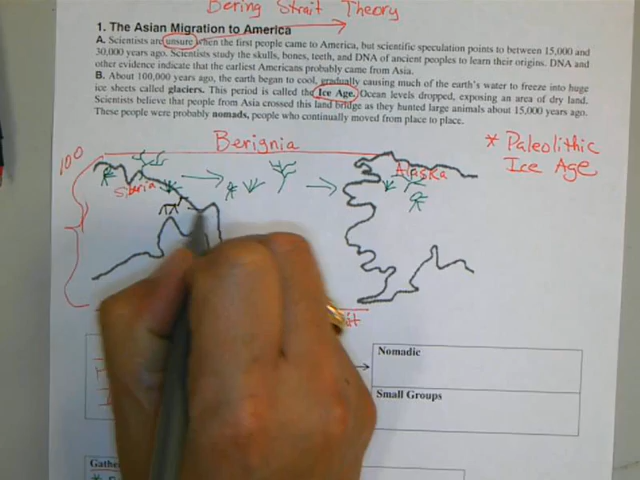 Bering Strait Theory
1. The Asian Migration to America
A. Scientists are unsure when the first people came to America, but scientific speculation points to between 15,000 and
30,000 years ago. Scientists study the skulls, bones, teeth, and DNA of ancient peoples to learn their origins. DNA and
other evidence indicate that the earliest Americans probably came from Asia.
B. About 100,000 years ago, the earth began to cool, gradually causing much of the earth's water to freeze into huge
ice sheets called glaciers. This period is called the Ice Age. Ocean levels dropped, exposing an area of dry land.
Scientists believe that people from Asia crossed this land bridge as they hunted large animals about 15,000 years ago.
These people were probably nomads, people who continually moved from place to place.
Berignia
* Paleolithic
Ice Age
100
Siberia
Alaska
Nomadic
Small Groups